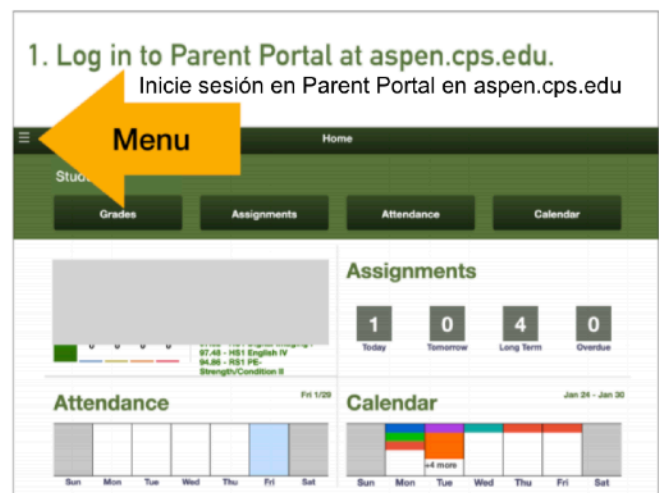 1. Log in to Parent Portal at aspen.cps.edu.
Inicie sesión en Parent Portal en aspen.cps.edu
Menu
Home
Grades Assignments Attendance Calendar
Assignments
1 0 4 0
Today Tomorrow Long Term Overdue
97.48 - HS1 English IV
94.86 - RS1 PE-
Strength/Condition II
Attendance Fri 1/29
Calendar Jan 24 - Jan 30
+4 more
Sun Mon Tue Wed Thu Fri Sat
Sun Mon Tue Wed Thu Fri Sat